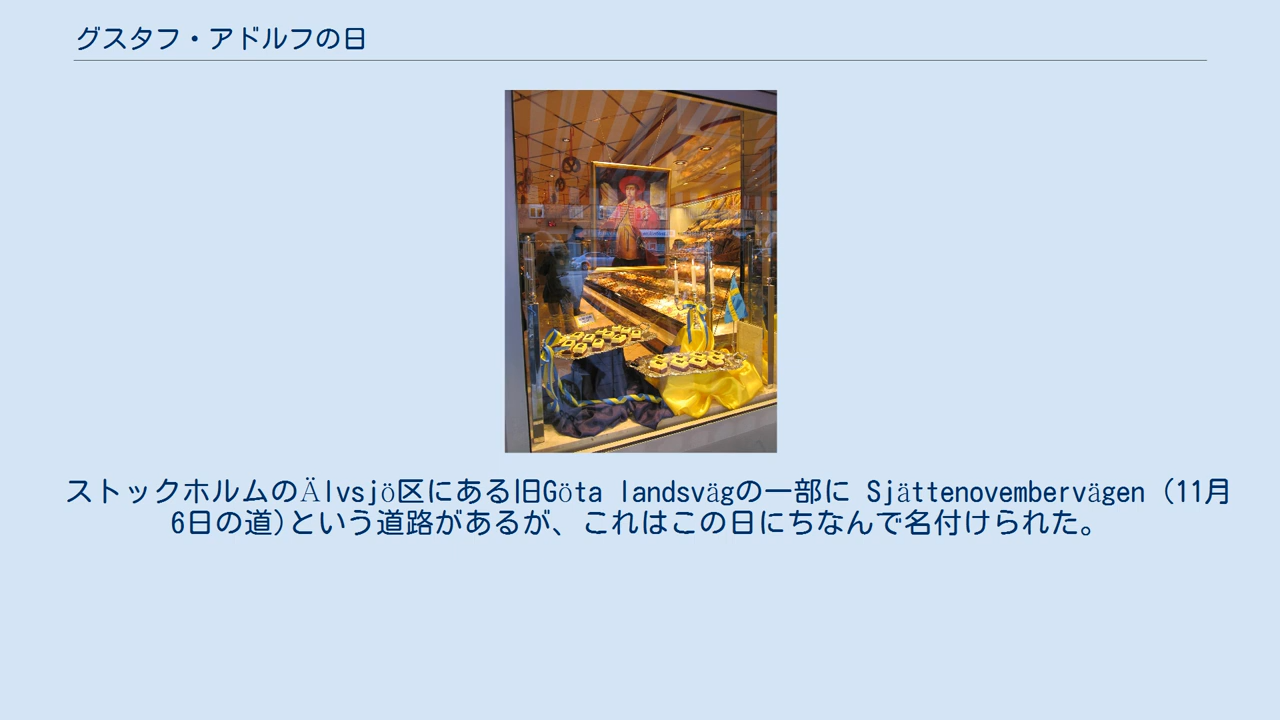 グスタフ・アドルフの日
ストックホルムのÄlvsjö区にある旧Göta landsvägの一部に Sjättenovembervägen (11月
6日の道)という道路があるが、これはこの日にちなんで名付けられた。